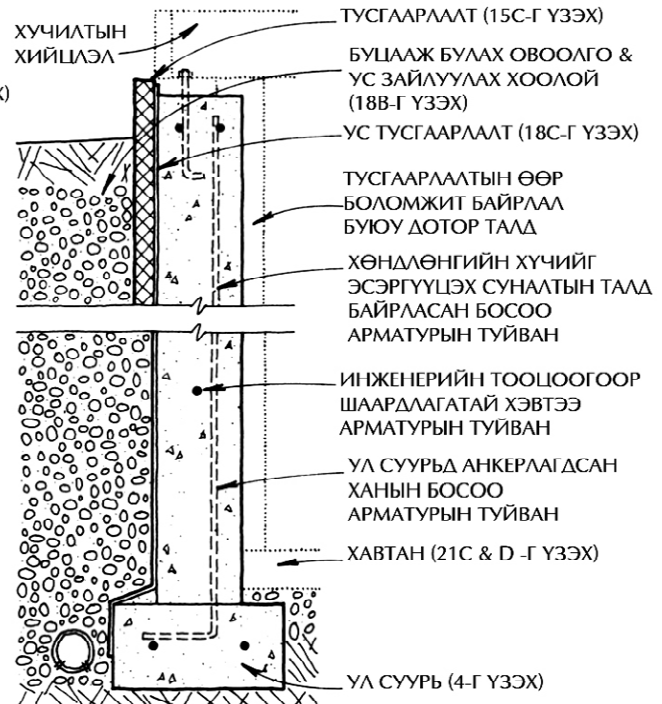 ХУЧИЛТЫН
ХИЙЦЛЭЛ
Х)
ТУСГААРЛАЛТ (15С-Г ҮЗЭХ)
БУЦААЖ БУЛАХ ОВООЛГО &
УС ЗАЙЛУУЛАХ ХООЛОЙ
(18В-Г ҮЗЭХ)
УС ТУСГААРЛАЛТ (18С-Г ҮЗЭХ)
ТУСГААРЛАЛТЫН ӨӨР
БОЛОМЖИТ БАЙРЛАЛ
БУЮУ ДОТОР ТАЛД
ХӨНДЛӨНГИЙН ХҮЧИЙГ
ЭСЭРГҮҮЦЭХ СУНАЛТЫН ТАЛД
БАЙРЛАСАН БОСОО
АРМАТУРЫН ТУЙВАН
ИНЖЕНЕРИЙН ТООЦООГООР
ШААРДЛАГАТАЙ ХЭВТЭЭ
АРМАТУРЫН ТУЙВАН
УЛ СУУРЬД АНКЕРЛАГДСАН
ХАНЫН БОСОО
АРМАТУРЫН ТУЙВАН
ХАВТАН (21С & D -Г ҮЗЭХ)
УЛ СУУРЬ (4-Г ҮЗЭХ)